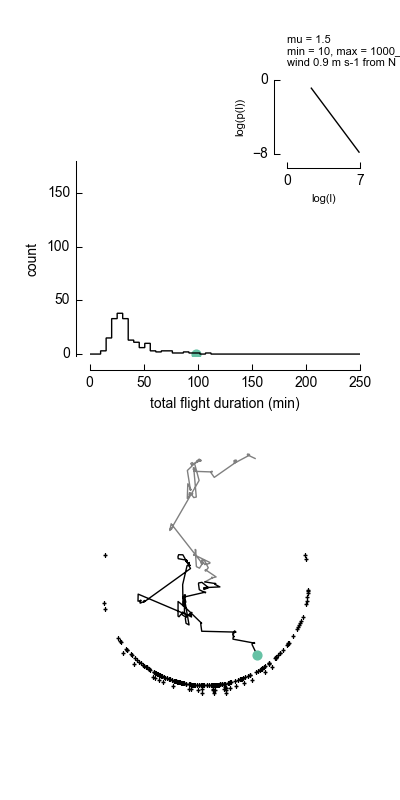 mu = 1.5
min = 10, max = 1000_
wind 0.9 m s-1 from N
0
log(p(l))
−8
0 7
log(l)
150
100
count
50
0
0 50 100 150 200 250
total flight duration (min)